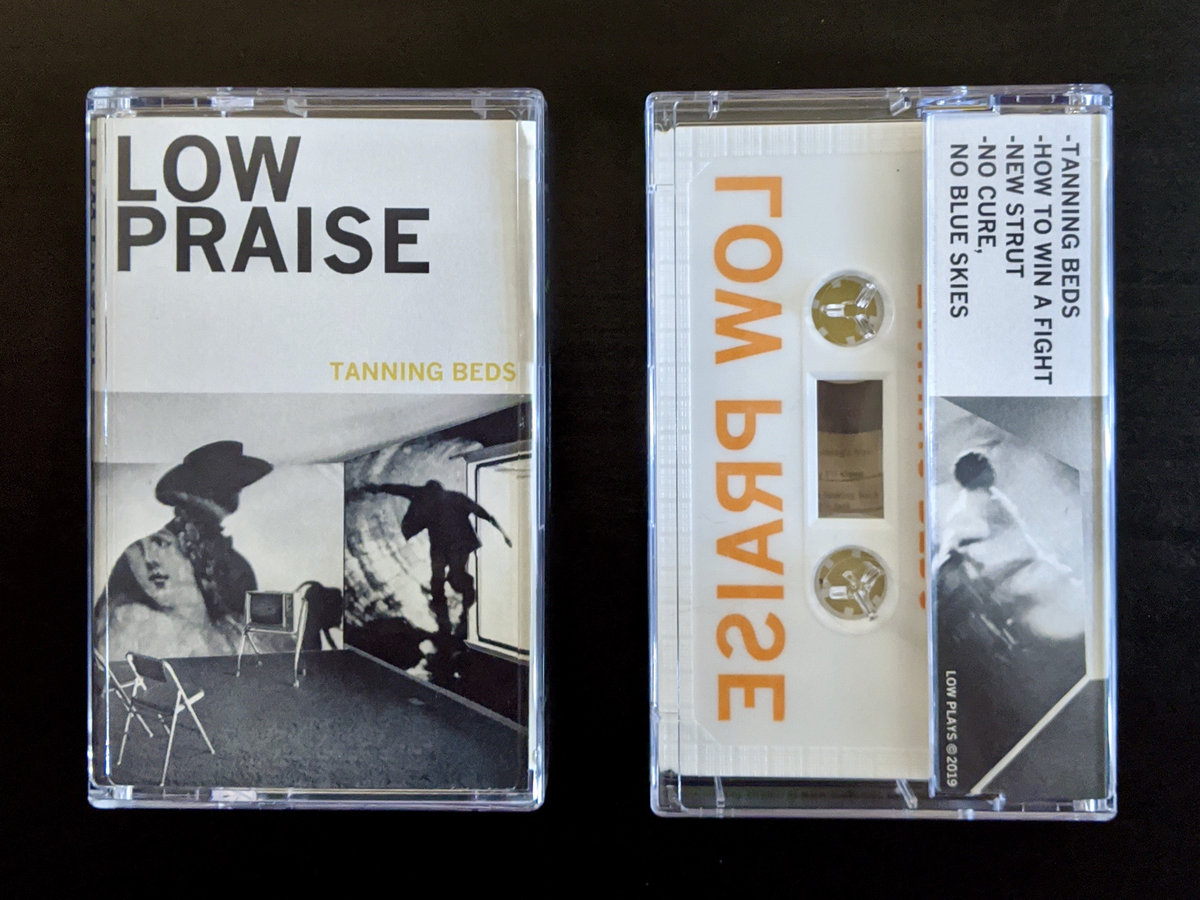 LOW
PRAISE
TANNING BEDS
LOW PRAISE
-TANNING BEDS
-HOW TO WIN A FIGHT
-NEW STRUT
-NO CURE,
NO BLUE SKIES
LOW PLAYS ©2019